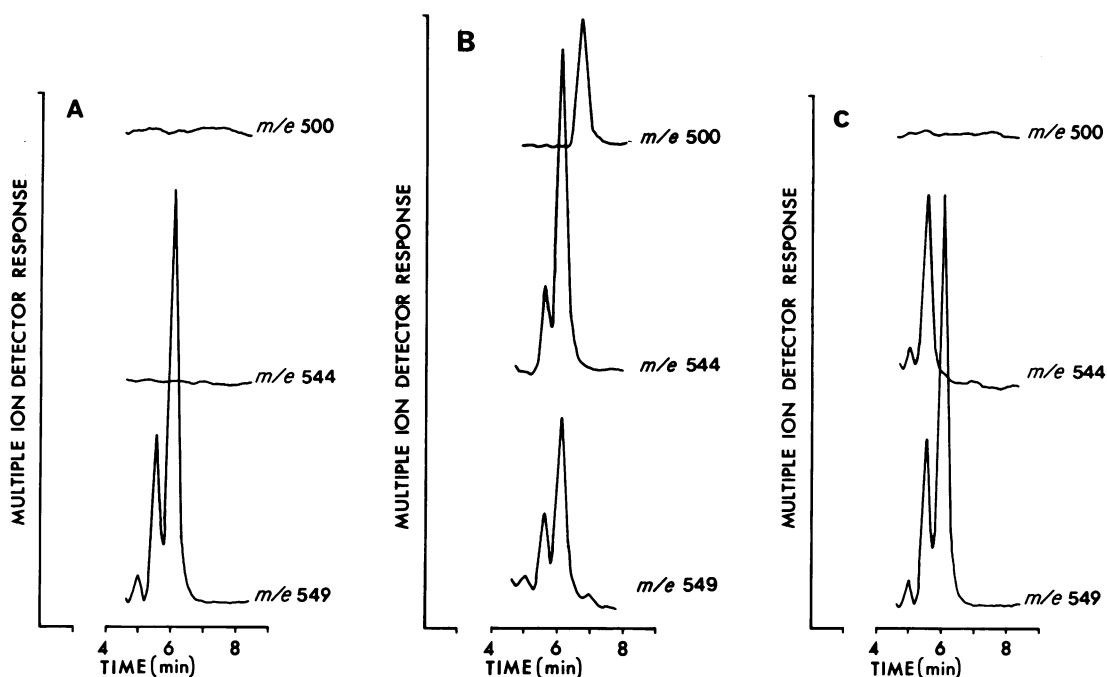 A
MULTIPLE ION DETECTOR RESPONSE
m/e 500
m/e 544
m/e 549
4 6 8
TIME (min)
B
MULTIPLE ION DETECTOR RESPONSE
m/e 500
m/e 544
m/e 549
4 6 8
TIME (min)
C
MULTIPLE ION DETECTOR RESPONSE
m/e 500
m/e 544
m/e 549
4 6 8
TIME (min)